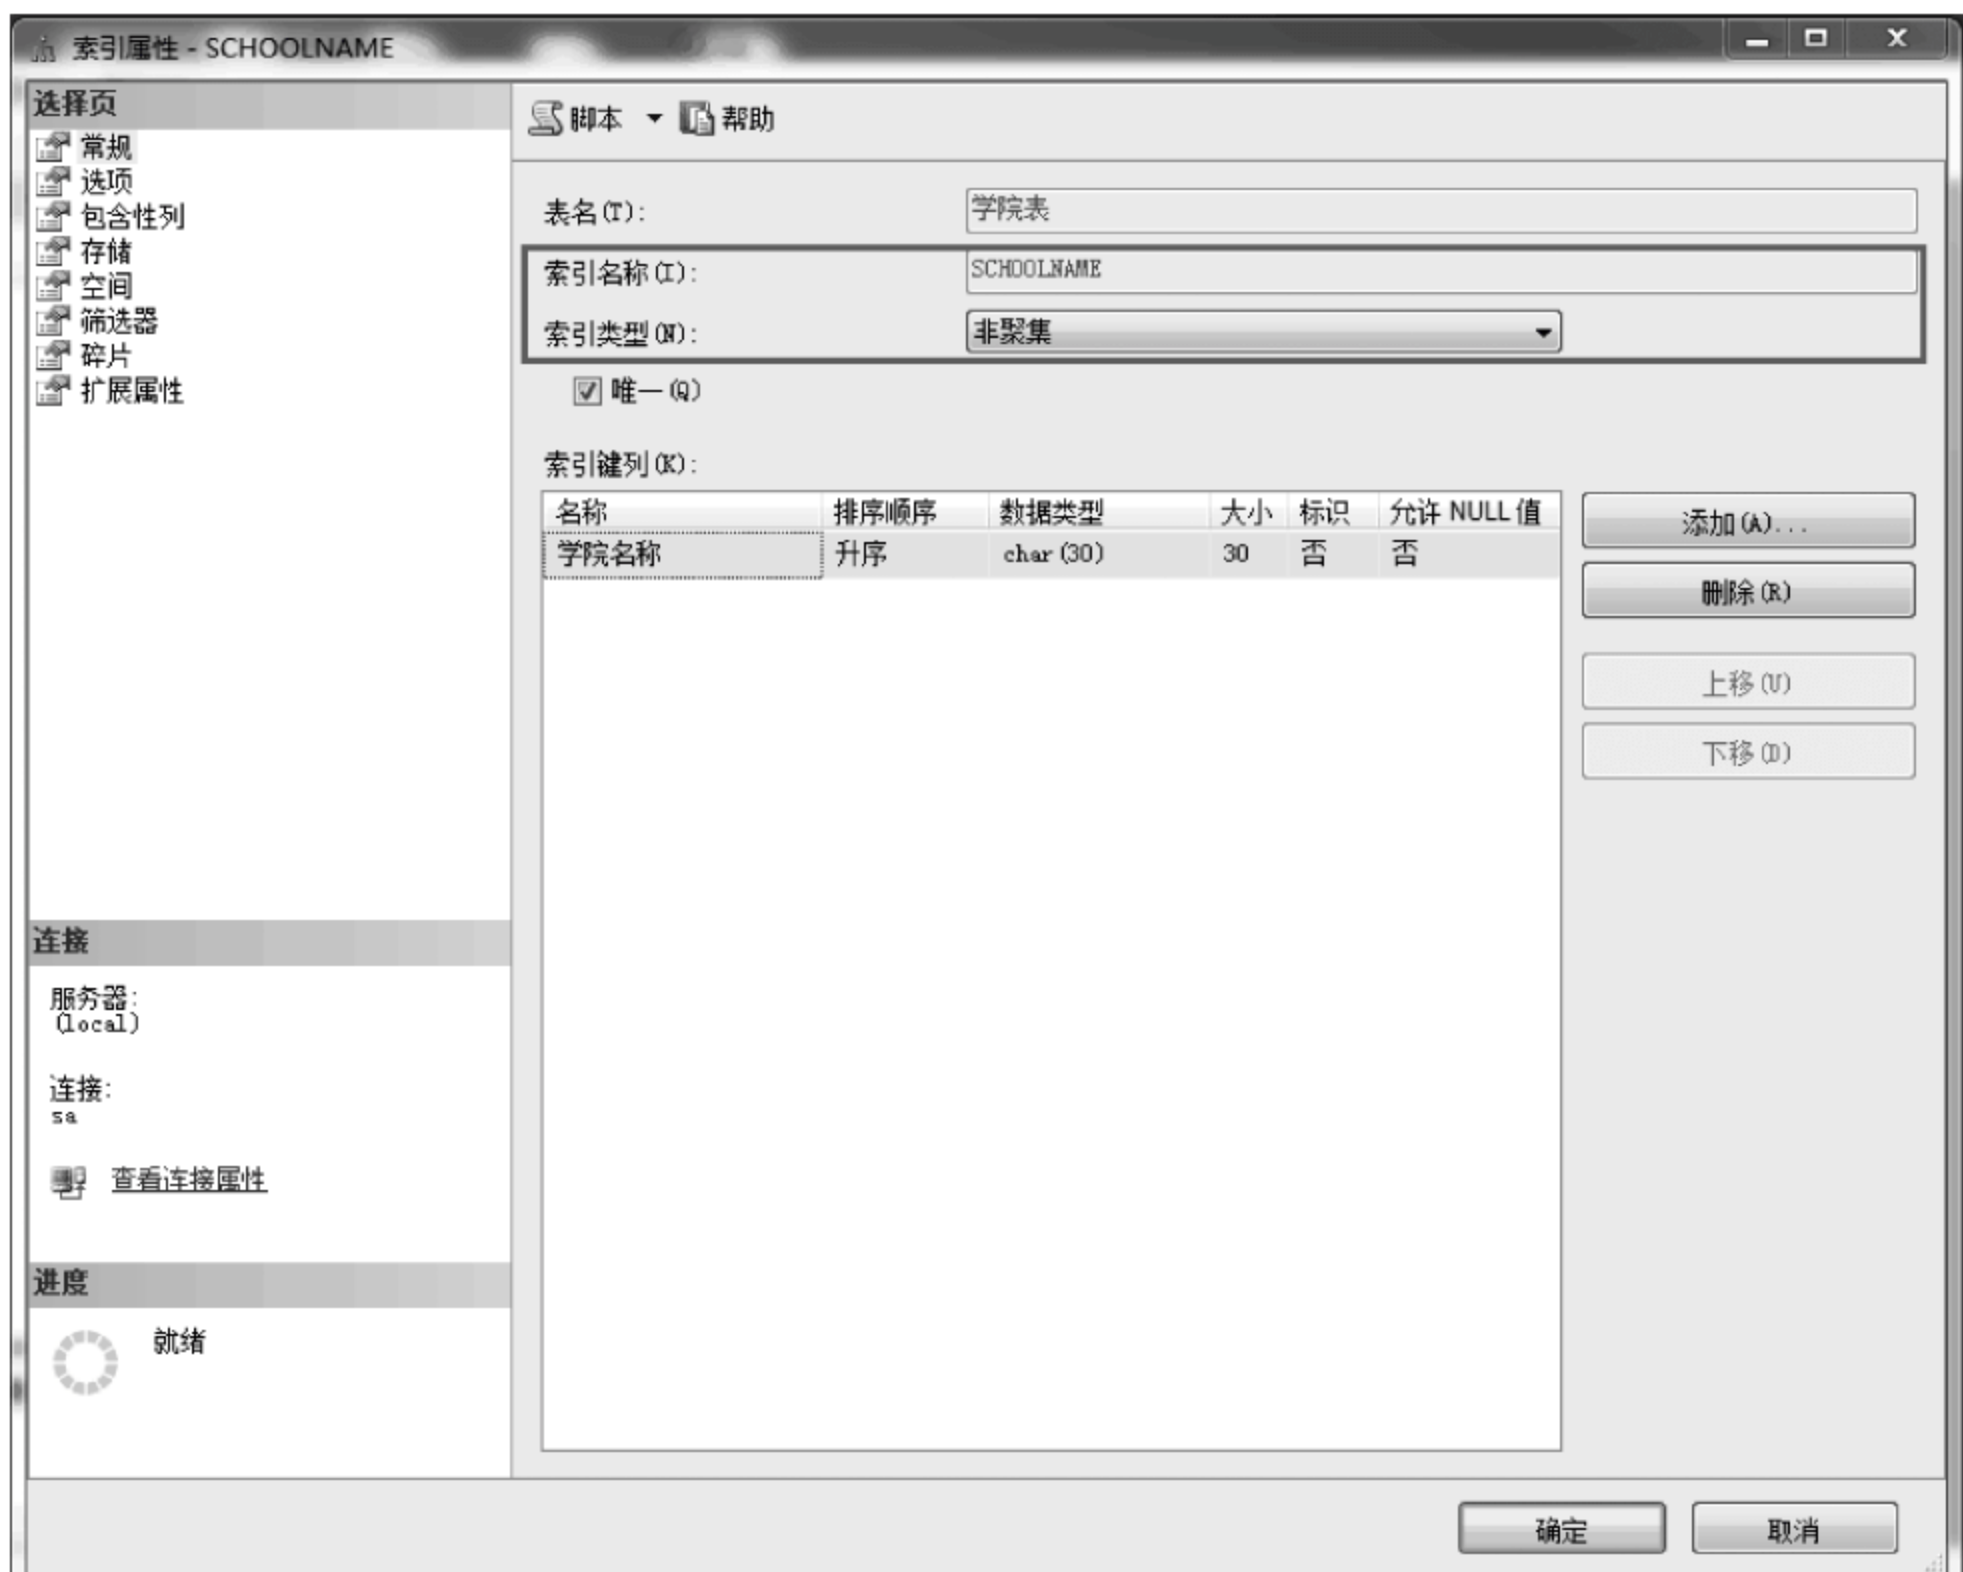 索引属性 - SCHOOLNAME
选择页
常规
选项
包含性列
存储
空间
筛选器
碎片
扩展属性
脚本 帮助
表名(T): 学院表
索引名称(I): SCHOOLNAME
索引类型(N): 非聚集
唯一(Q)
索引键列(K):
名称 排序顺序 数据类型 大小 标识 允许 NULL 值
学院名称 升序 char(30) 30 否 否
添加(A)...
删除(R)
上移(U)
下移(D)
连接
服务器:
(local)
连接:
sa
查看连接属性
进度
就绪
确定 取消